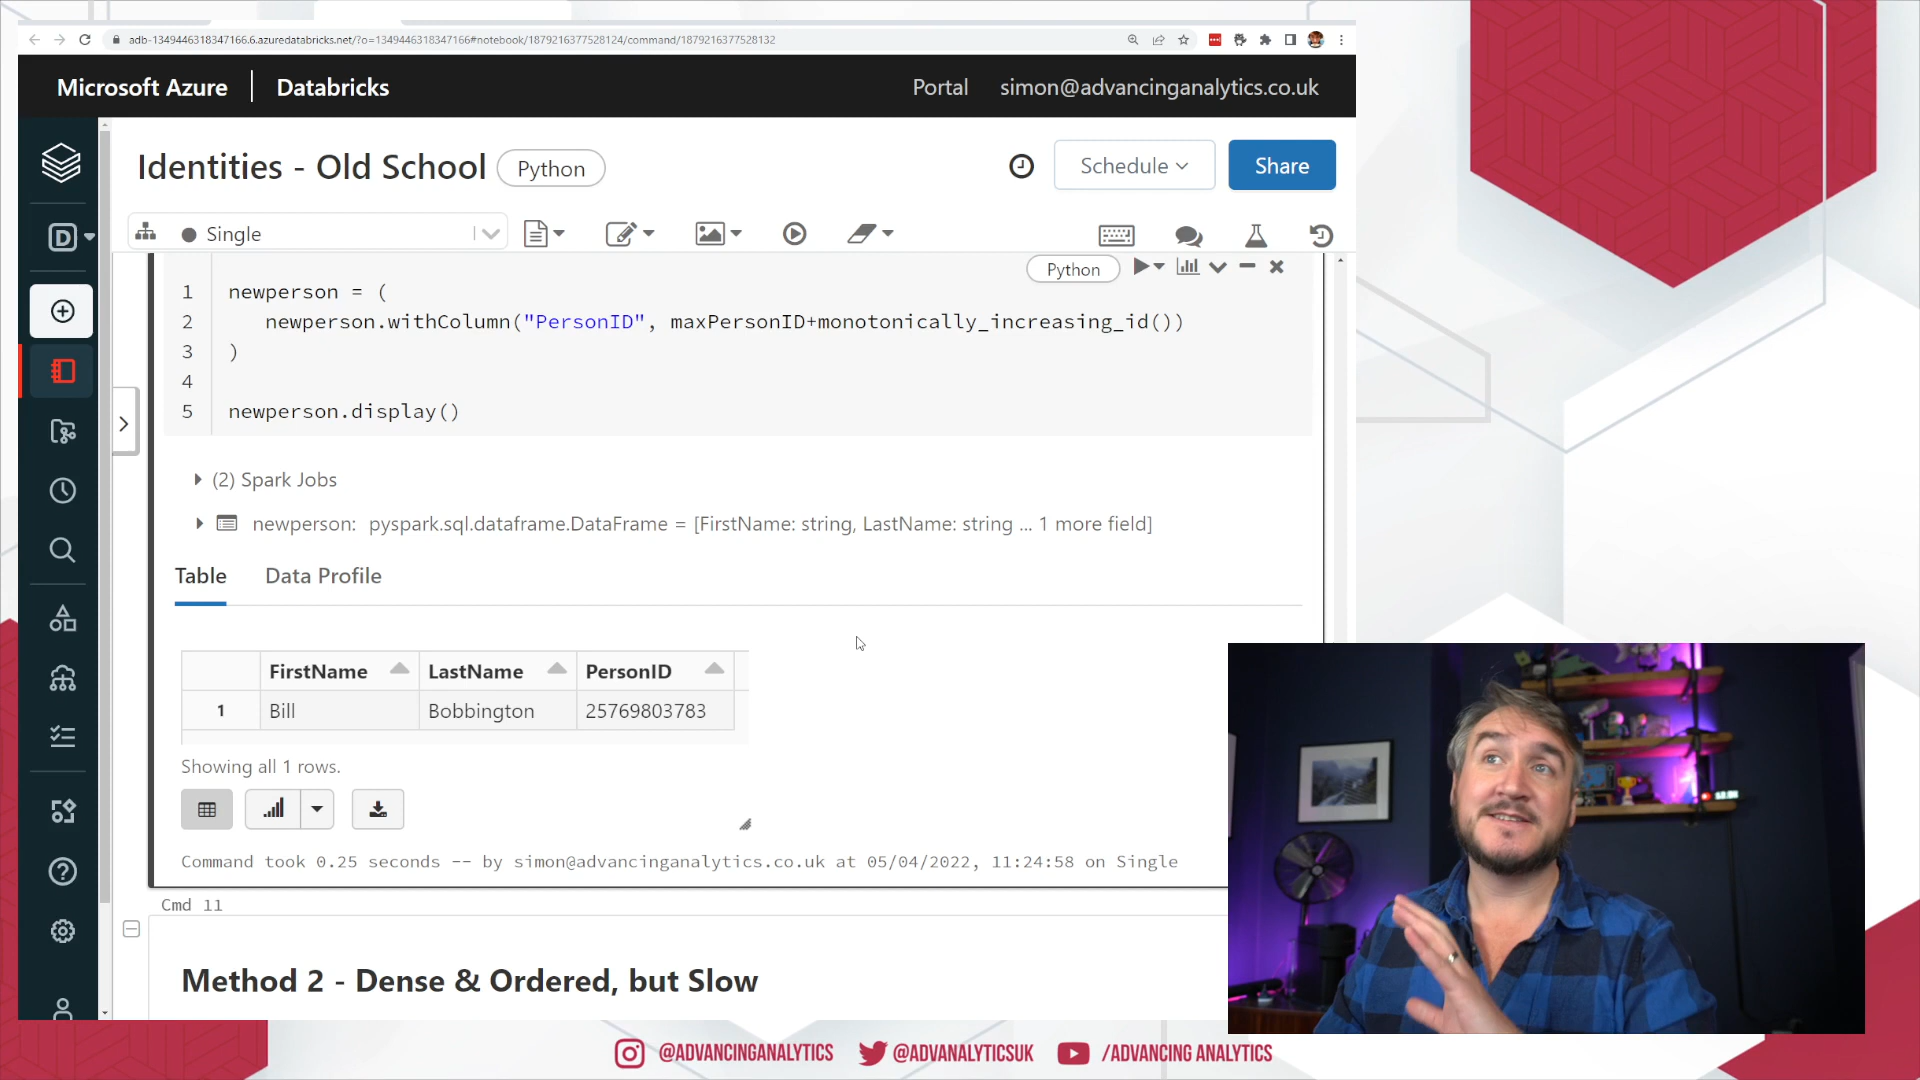 adb-1349446318347166.6.azuredatabricks.net/?o=1349446318347166#notebook/1879216377528124/command/1879216377528132
Microsoft Azure | Databricks
Portal
simon@advancinganalytics.co.uk
Identities - Old School
Python
Schedule
Share
Single
Python
1 newperson = (
2 newperson.withColumn("PersonID", maxPersonID+monotonically_increasing_id())
3 )
4
5 newperson.display()
(2) Spark Jobs
newperson: pyspark.sql.dataframe.DataFrame = [FirstName: string, LastName: string ... 1 more field]
Table
Data Profile
FirstName LastName PersonID
1 Bill Bobbington 25769803783
Showing all 1 rows.
Command took 0.25 seconds -- by simon@advancinganalytics.co.uk at 05/04/2022, 11:24:58 on Single
Cmd 11
Method 2 - Dense & Ordered, but Slow
@ADVANCINGANALYTICS
@ADVANALYTICSUK
/ADVANCING ANALYTICS